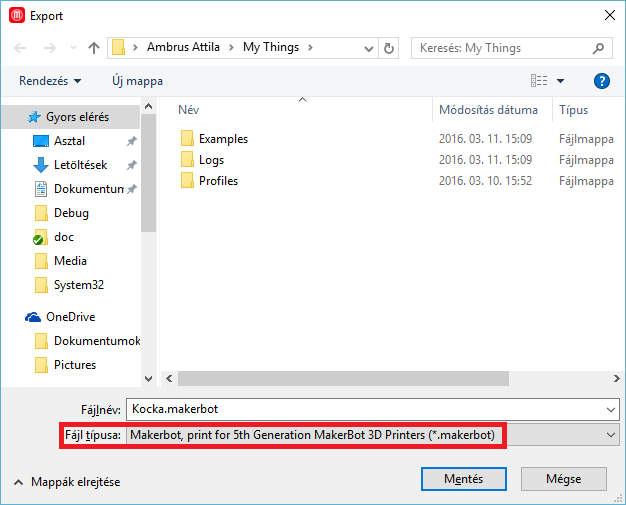 Export
Ambrus Attila > My Things >
Keresés: My Things
Rendezés
Új mappa
?
Név
Módosítás dátuma
Típus
Gyors elérés
Asztal
Letöltések
Dokumentum
Debug
doc
Media
System32
OneDrive
Dokumentumok
Pictures
Examples 2016. 03. 11. 15:09 Fájlmappa
Logs 2016. 03. 11. 15:09 Fájlmappa
Profiles 2016. 03. 10. 15:52 Fájlmappa
Fájlnév: Kocka.makerbot
Fájl típusa: Makerbot, print for 5th Generation MakerBot 3D Printers (*.makerbot)
Mappák elrejtése
Mentés
Mégse